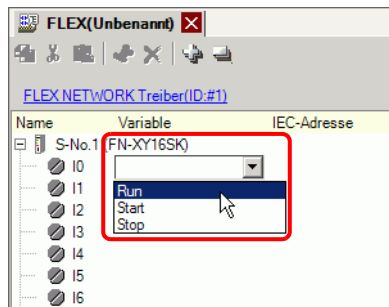 FLEX(Unbenannt)
FLEX NETWORK Treiber(ID:#1)
Name Variable IEC-Adresse
S-No.1 (FN-XY16SK)
I0
I1 Run
I2 Start
I3 Stop
I4
I5
I6